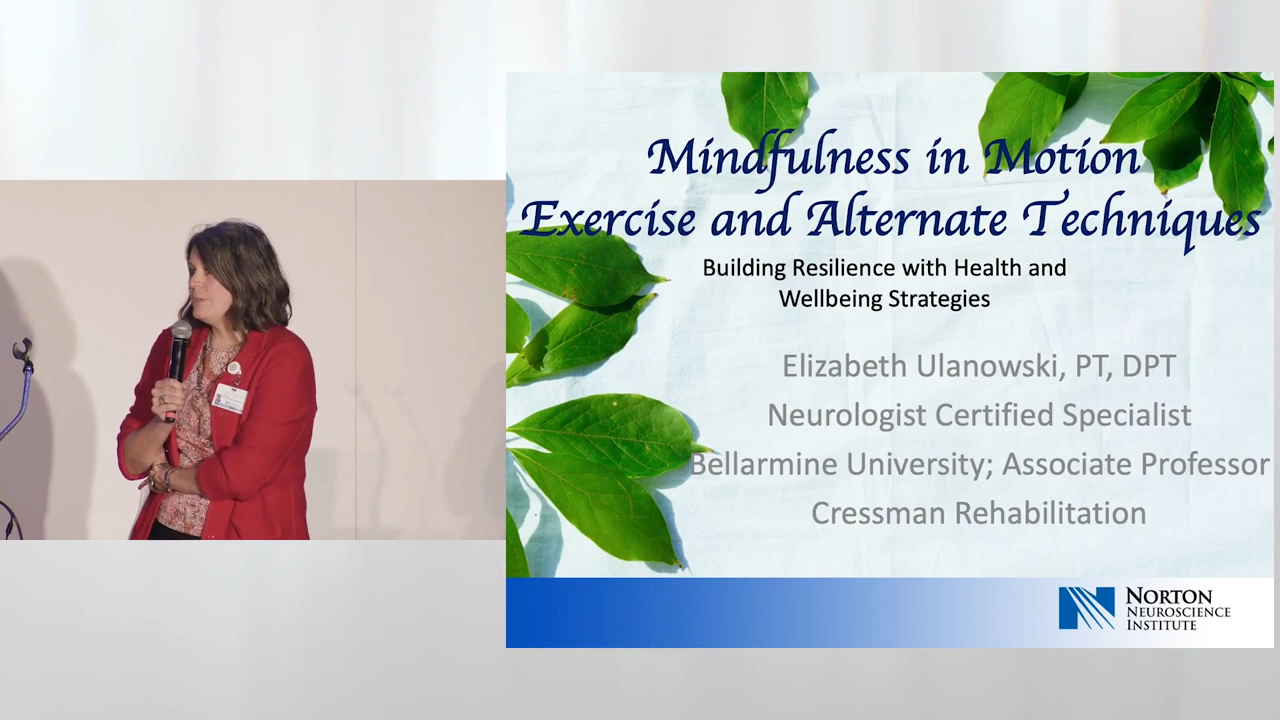 Mindfulness in Motion
Exercise and Alternate Techniques
Building Resilience with Health and
Wellbeing Strategies
Elizabeth Ulanowski, PT, DPT
Neurologist Certified Specialist
Bellarmine University; Associate Professor
Cressman Rehabilitation
NORTON
NEUROSCIENCE
INSTITUTE